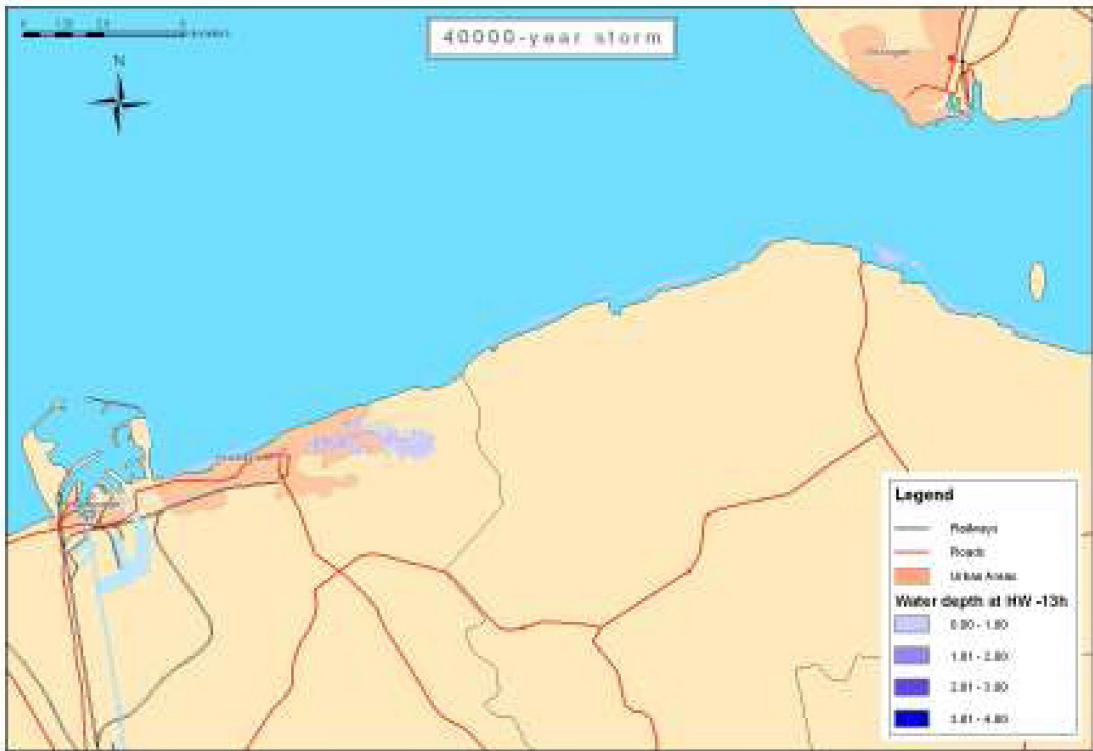 40000-year storm
N
Legend
Railways
Roads
Urban Areas
Water depth at HW -13h
0.00 - 1.00
1.01 - 2.00
2.01 - 3.00
3.01 - 4.00